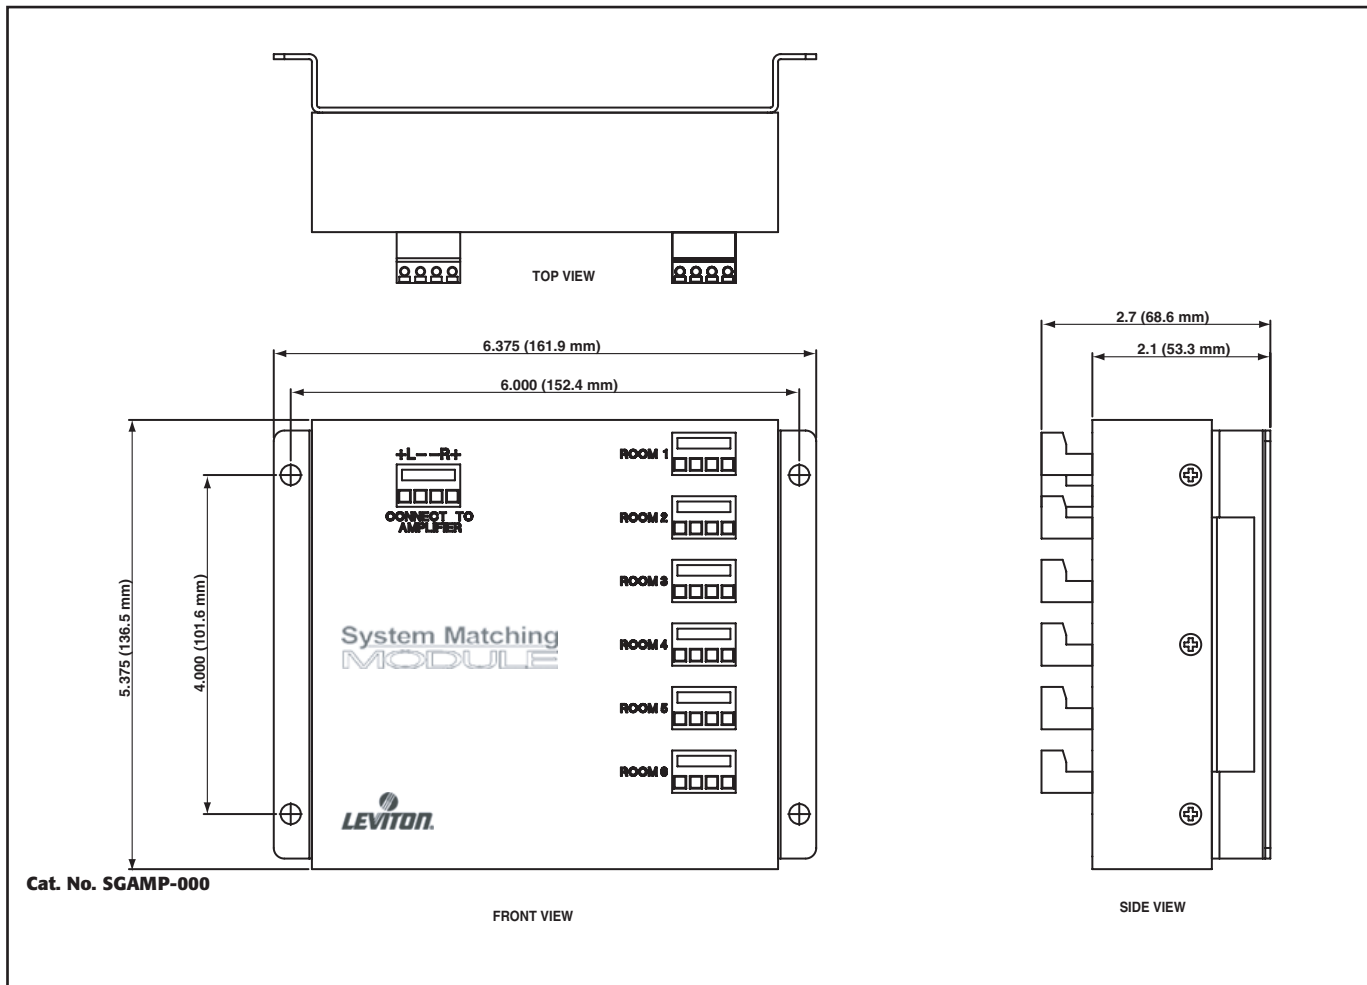 TOP VIEW
2.7 (68.6 mm)
2.1 (53.3 mm)
6.375 (161.9 mm)
6.000 (152.4 mm)
5.375 (136.5 mm)
4.000 (101.6 mm)
+L--R+
CONNECT TO
AMPLIFIER
ROOM 1
ROOM 2
ROOM 3
ROOM 4
ROOM 5
ROOM 6
System Matching
MODULE
LEVITON.
Cat. No. SGAMP-000
FRONT VIEW
SIDE VIEW